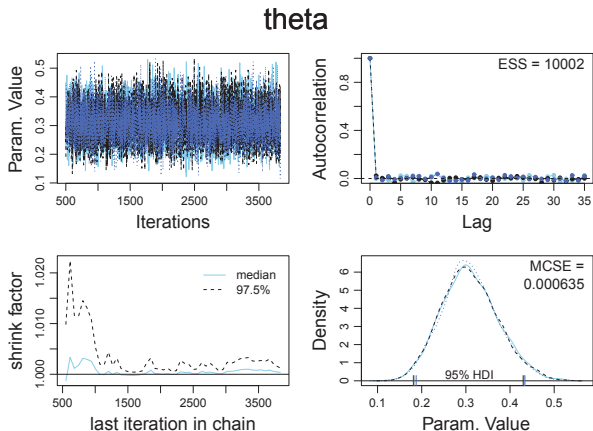 theta
Param. Value
0.1 0.2 0.3 0.4 0.5
500 1500 2500 3500
Iterations
Autocorrelation
0.0 0.4 0.8
ESS = 10002
0 5 10 15 20 25 30 35
Lag
shrink factor
1.000 1.010 1.020
median
97.5%
500 1500 2500 3500
last iteration in chain
Density
0 1 2 3 4 5 6
MCSE =
0.000635
95% HDI
0.1 0.2 0.3 0.4 0.5
Param. Value